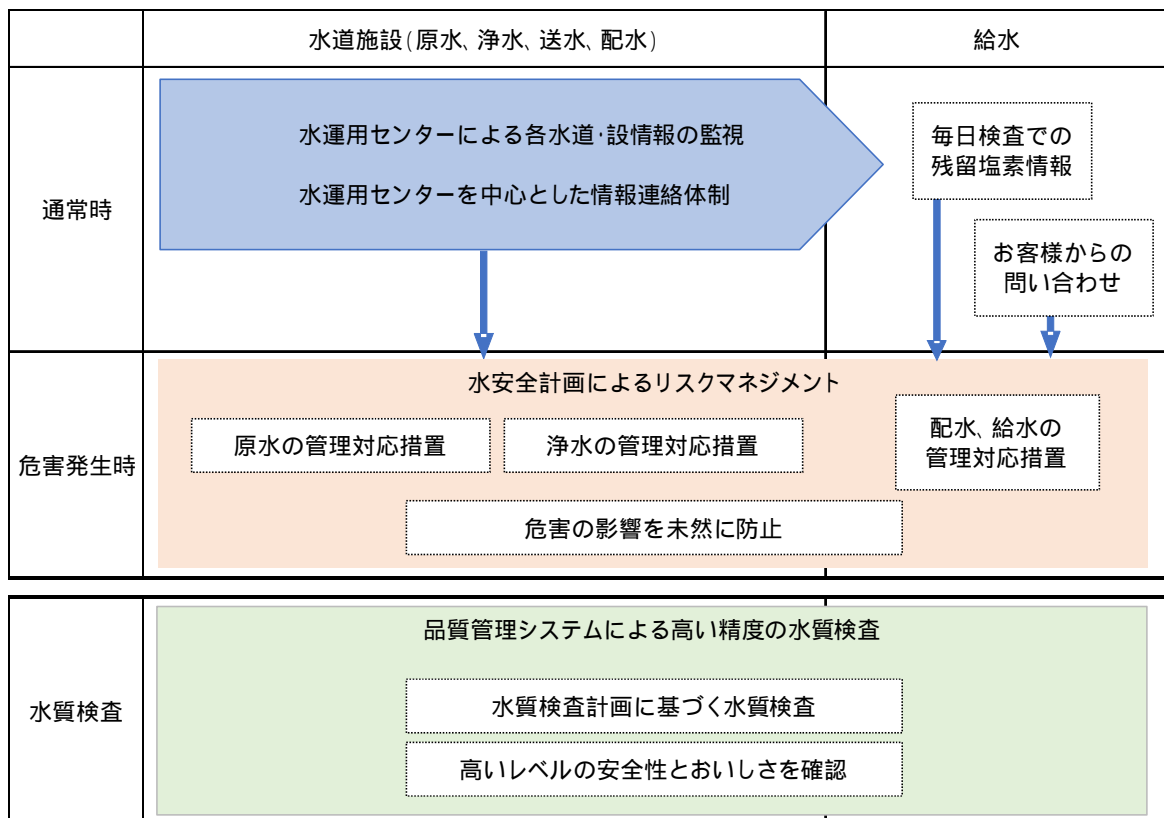 水道施設(原水、浄水、送水、配水)
給水
通常時
水運用センターによる各水道・設情報の監視
水運用センターを中心とした情報連絡体制
毎日検査での
残留塩素情報
お客様からの
問い合わせ
危害発生時
水安全計画によるリスクマネジメント
原水の管理対応措置
浄水の管理対応措置
配水、給水の
管理対応措置
危害の影響を未然に防止
水質検査
品質管理システムによる高い精度の水質検査
水質検査計画に基づく水質検査
高いレベルの安全性とおいしさを確認